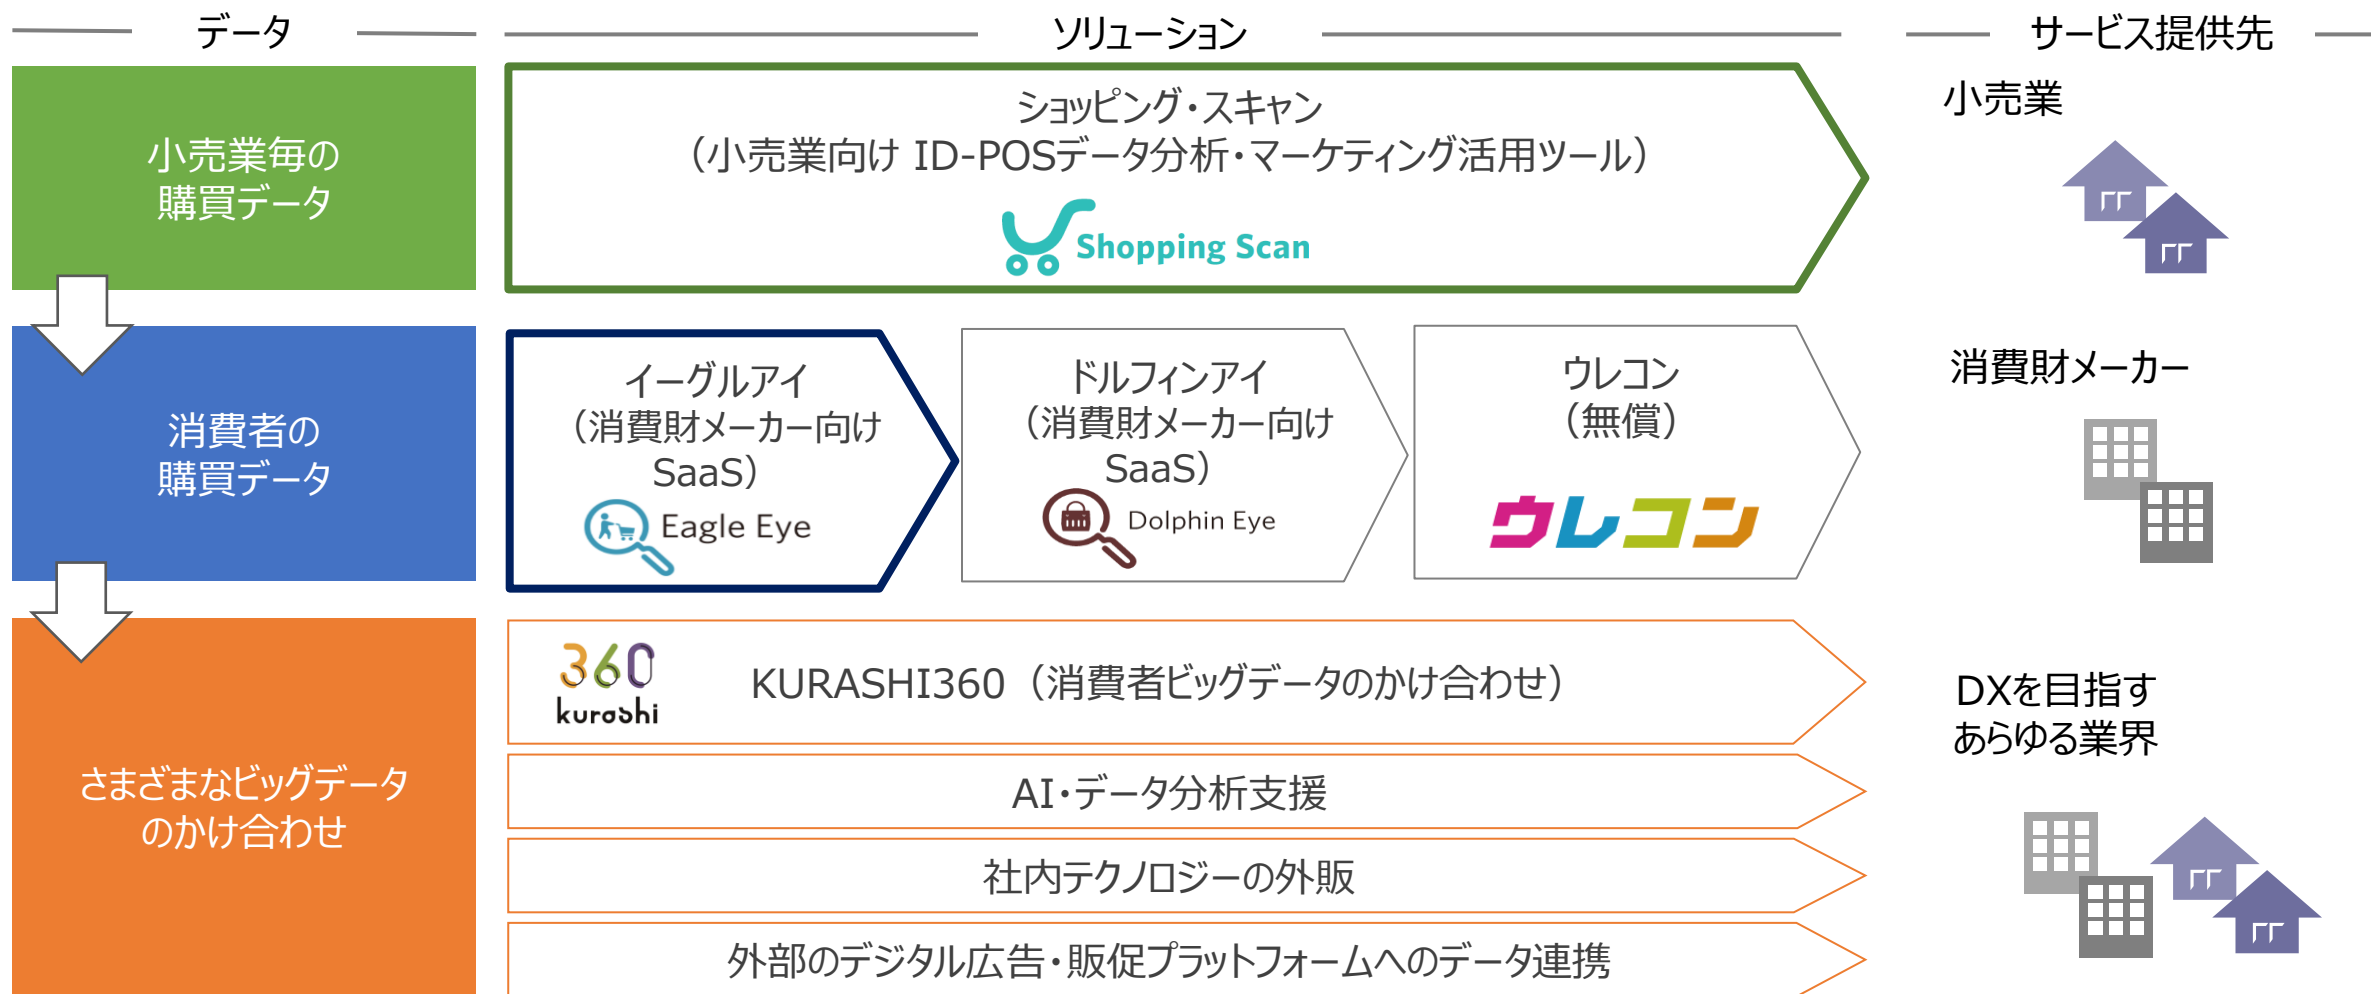 データ
ソリューション
サービス提供先
小売業毎の
購買データ
ショッピング・スキャン
（小売業向け ID-POSデータ分析・マーケティング活用ツール）
Shopping Scan
小売業
消費者の
購買データ
イーグルアイ
（消費財メーカー向け
SaaS）
Eagle Eye
ドルフィンアイ
（消費財メーカー向け
SaaS）
Dolphin Eye
ウレコン
（無償）
ウレコン
消費財メーカー
さまざまなビッグデータ
のかけ合わせ
360
kurashi
KURASHI360（消費者ビッグデータのかけ合わせ）
AI・データ分析支援
社内テクノロジーの外販
外部のデジタル広告・販促プラットフォームへのデータ連携
DXを目指す
あらゆる業界